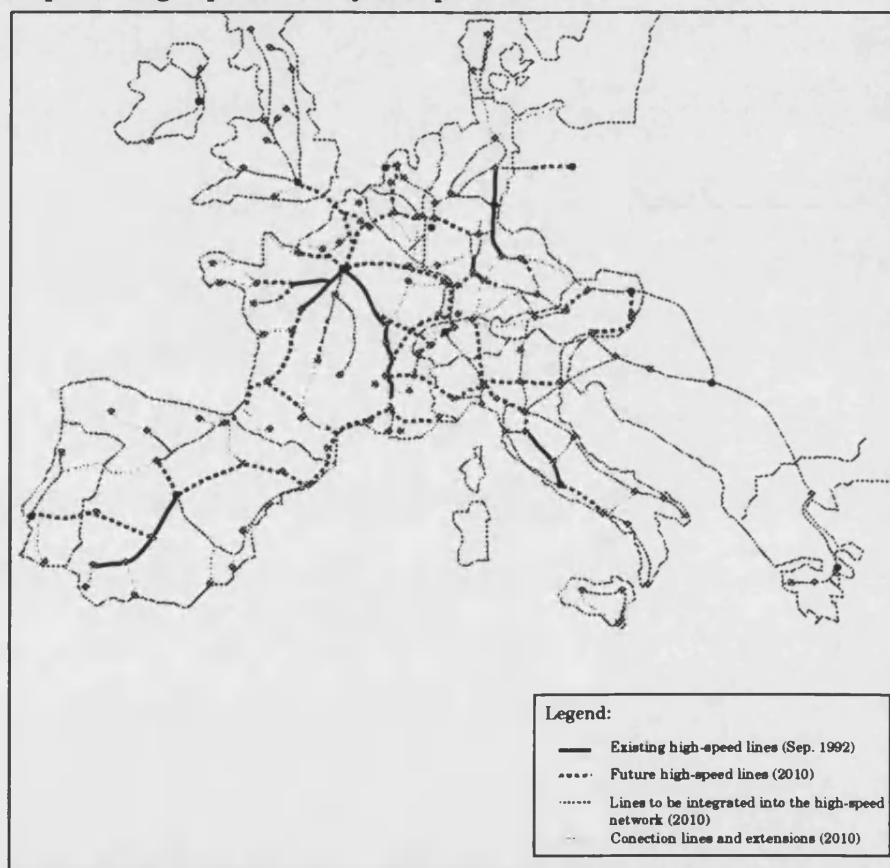 Legend:
Existing high-speed lines (Sep. 1992)
Future high-speed lines (2010)
Lines to be integrated into the high-speed
network (2010)
Conection lines and extensions (2010)